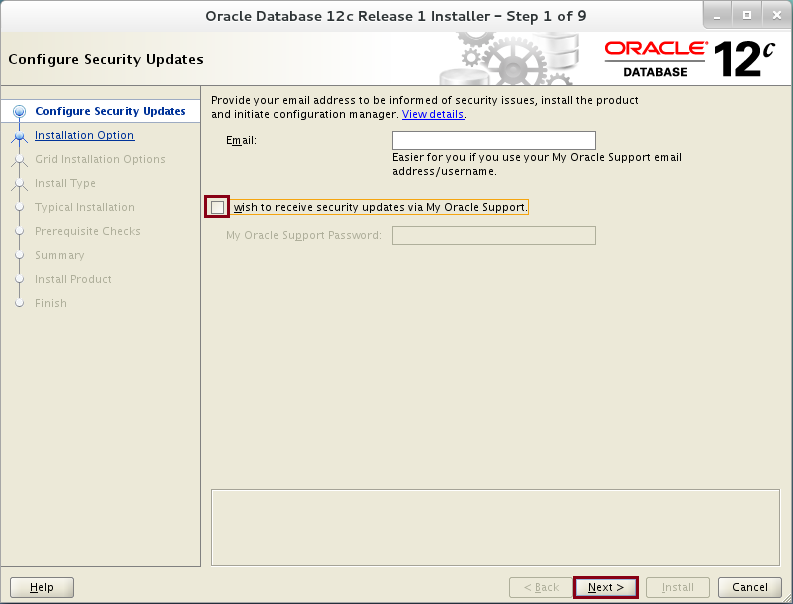 Oracle Database 12c Release 1 Installer – Step 1 of 9
Configure Security Updates
ORACLE®
DATABASE
12c
Configure Security Updates
Installation Option
Grid Installation Options
Install Type
Typical Installation
Prerequisite Checks
Summary
Install Product
Finish
Provide your email address to be informed of security issues, install the product
and initiate configuration manager. View details.
Email:
Easier for you if you use your My Oracle Support email
address/username.
wish to receive security updates via My Oracle Support.
My Oracle Support Password:
Help
< Back
Next >
Install
Cancel